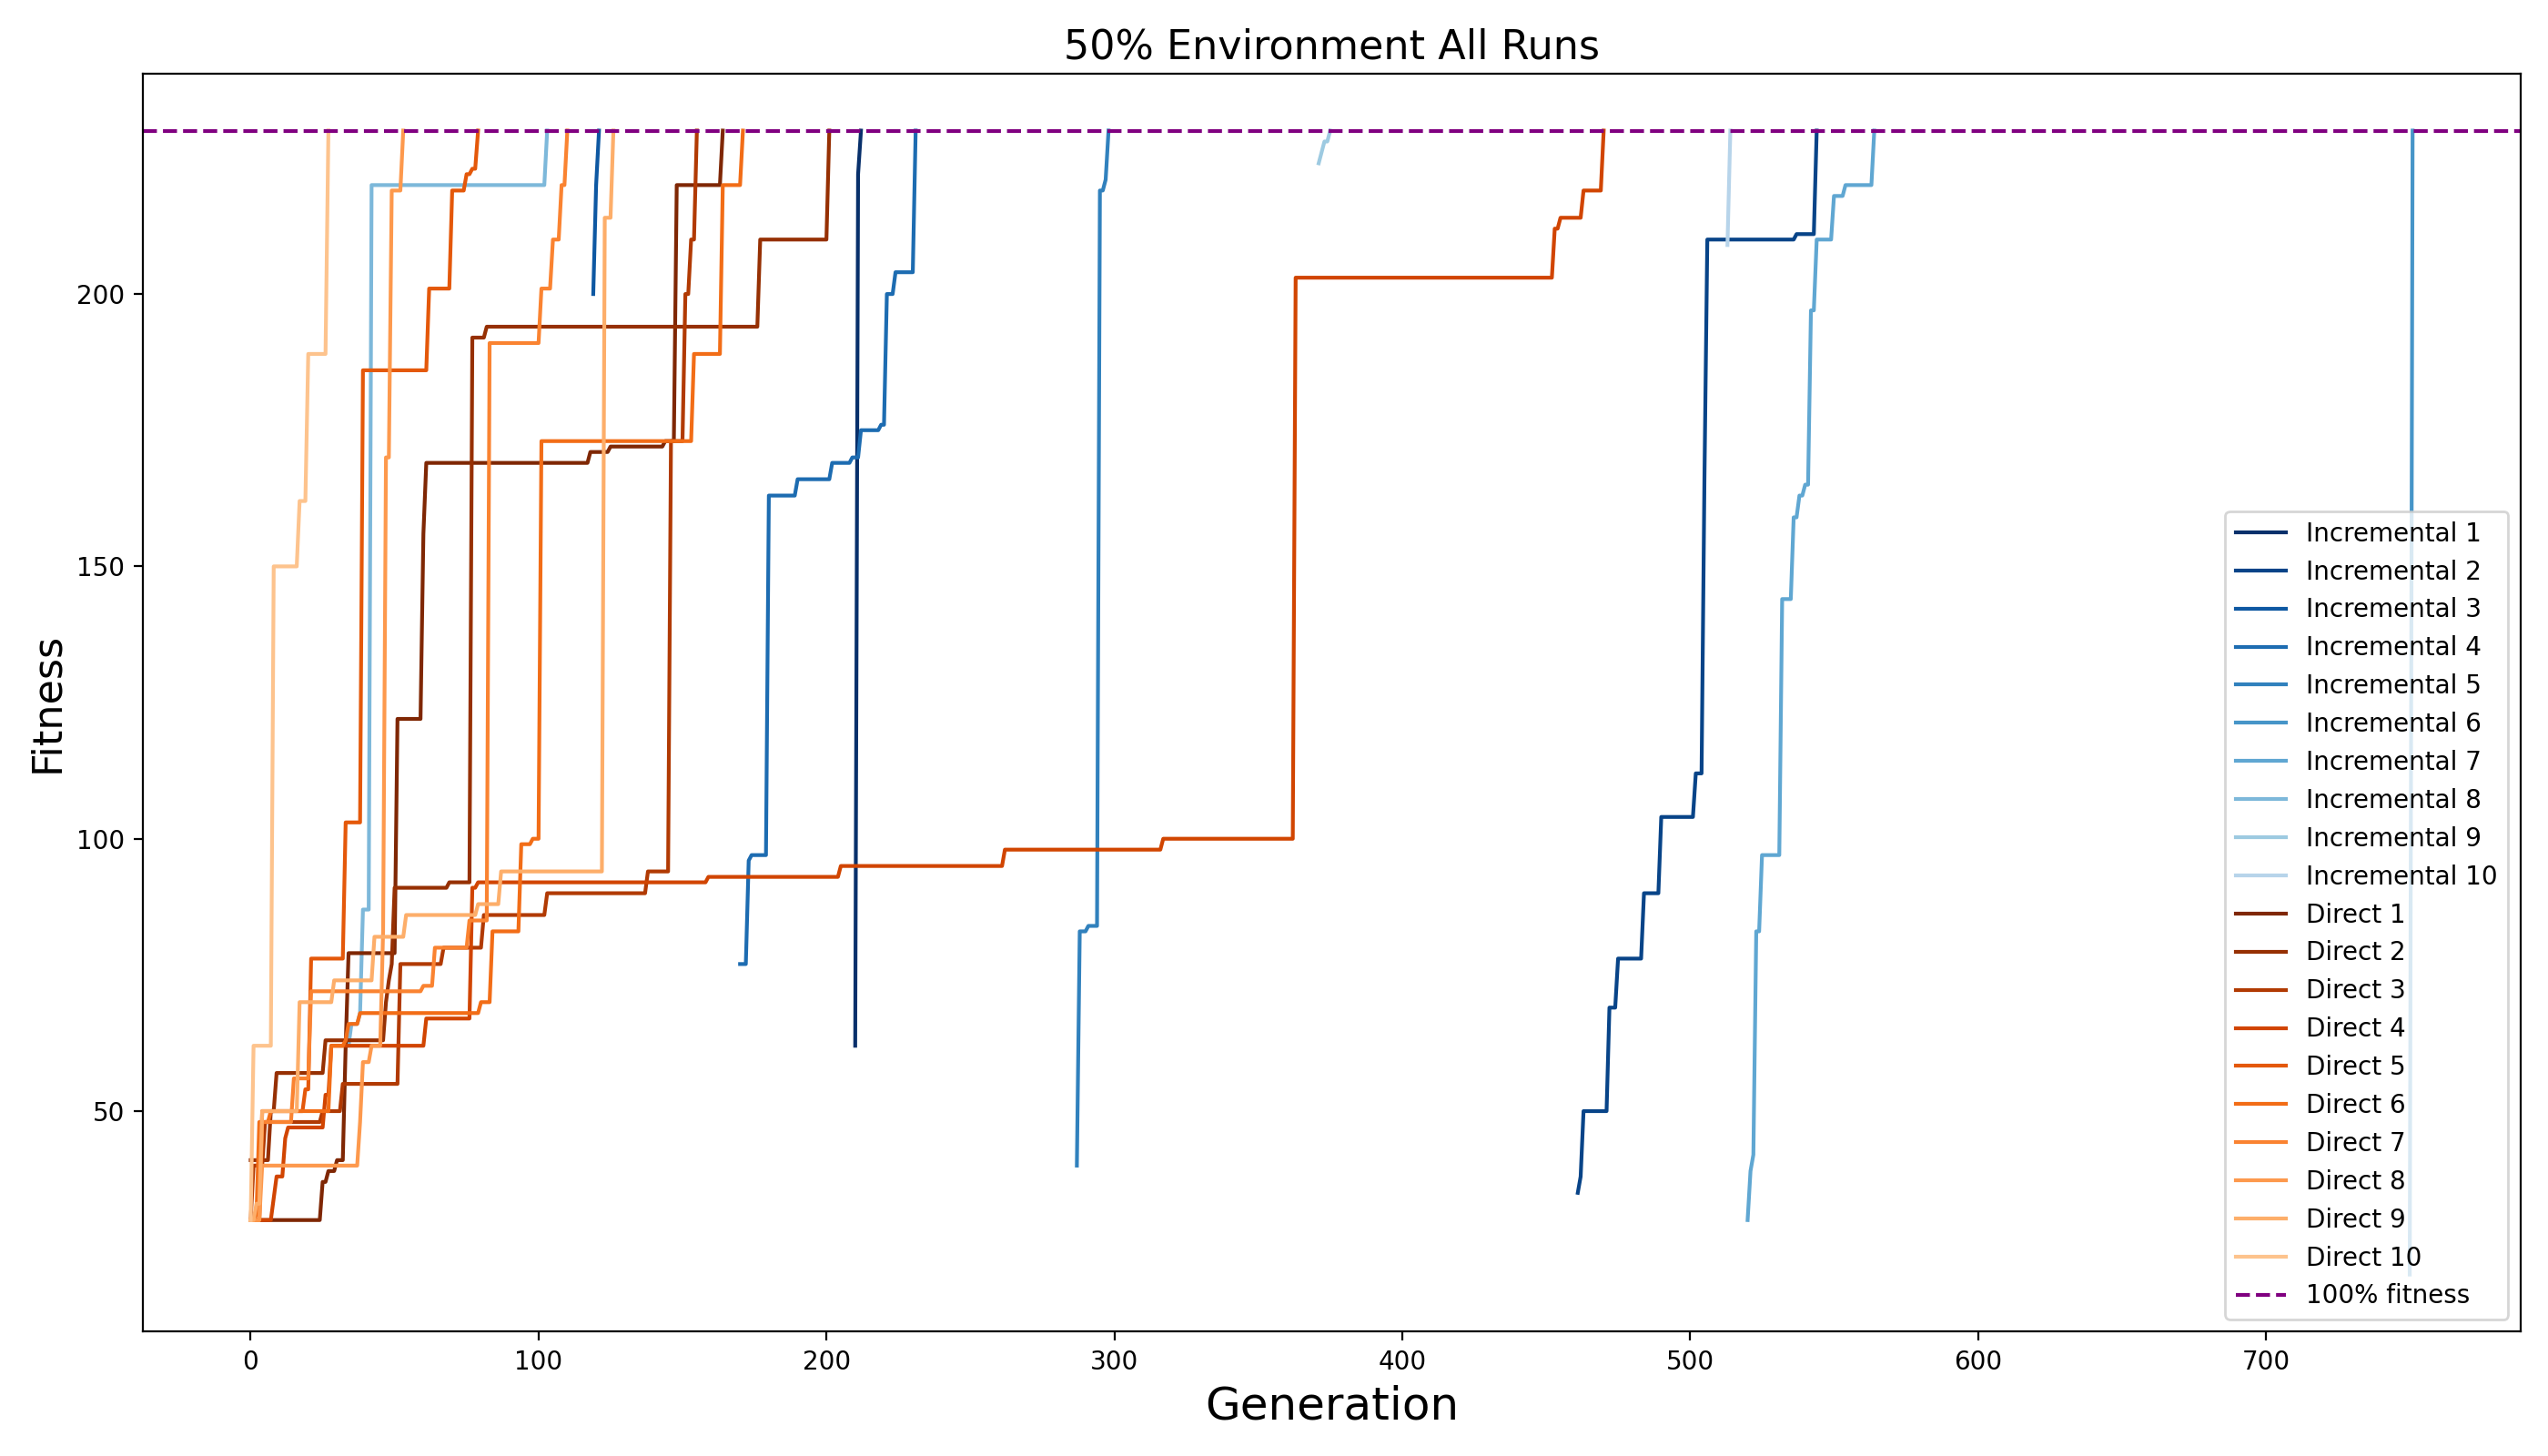 50% Environment All Runs
Fitness
200
150
100
50
0 100 200 300 400 500 600 700
Generation
Incremental 1
Incremental 2
Incremental 3
Incremental 4
Incremental 5
Incremental 6
Incremental 7
Incremental 8
Incremental 9
Incremental 10
Direct 1
Direct 2
Direct 3
Direct 4
Direct 5
Direct 6
Direct 7
Direct 8
Direct 9
Direct 10
100% fitness